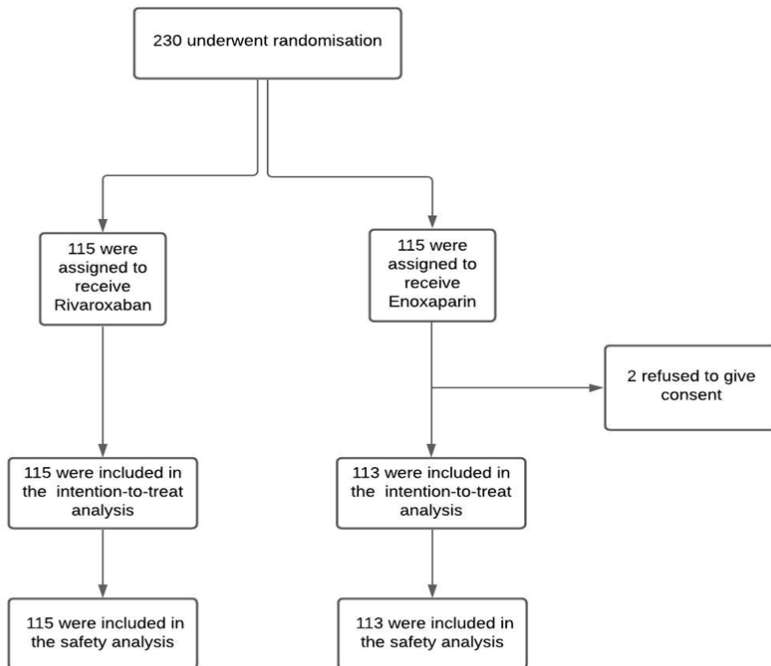 230 underwent randomisation
115 were
assigned to
receive
Rivaroxaban
115 were
assigned to
receive
Enoxaparin
2 refused to give
consent
115 were included in
the intention-to-treat
analysis
113 were included in
the intention-to-treat
analysis
115 were included in
the safety analysis
113 were included in
the safety analysis